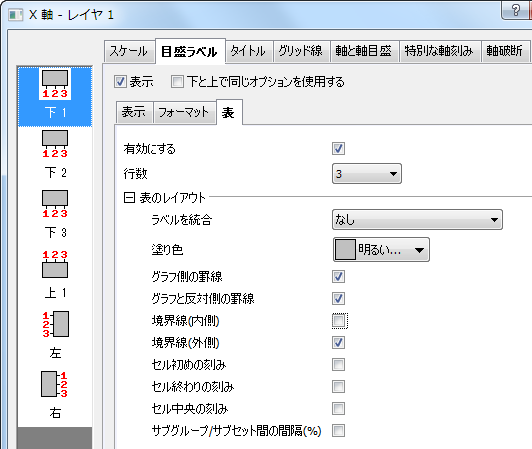 X 軸 - レイヤ 1
?
スケール 目盛ラベル タイトル グリッド線 軸と軸目盛 特別な軸刻み 軸破断
表示 下と上で同じオプションを使用する
表示 フォーマット 表
有効にする
行数 3
表のレイアウト
ラベルを統合 なし
塗り色 明るい...
グラフ側の罫線
グラフと反対側の罫線
境界線(内側)
境界線(外側)
セル初めの刻み
セル終わりの刻み
セル中央の刻み
サブグループ/サブセット間の間隔(%)
123
下 1
123
下 2
123
下 3
123
上 1
1
2
3
左
1
2
3
右